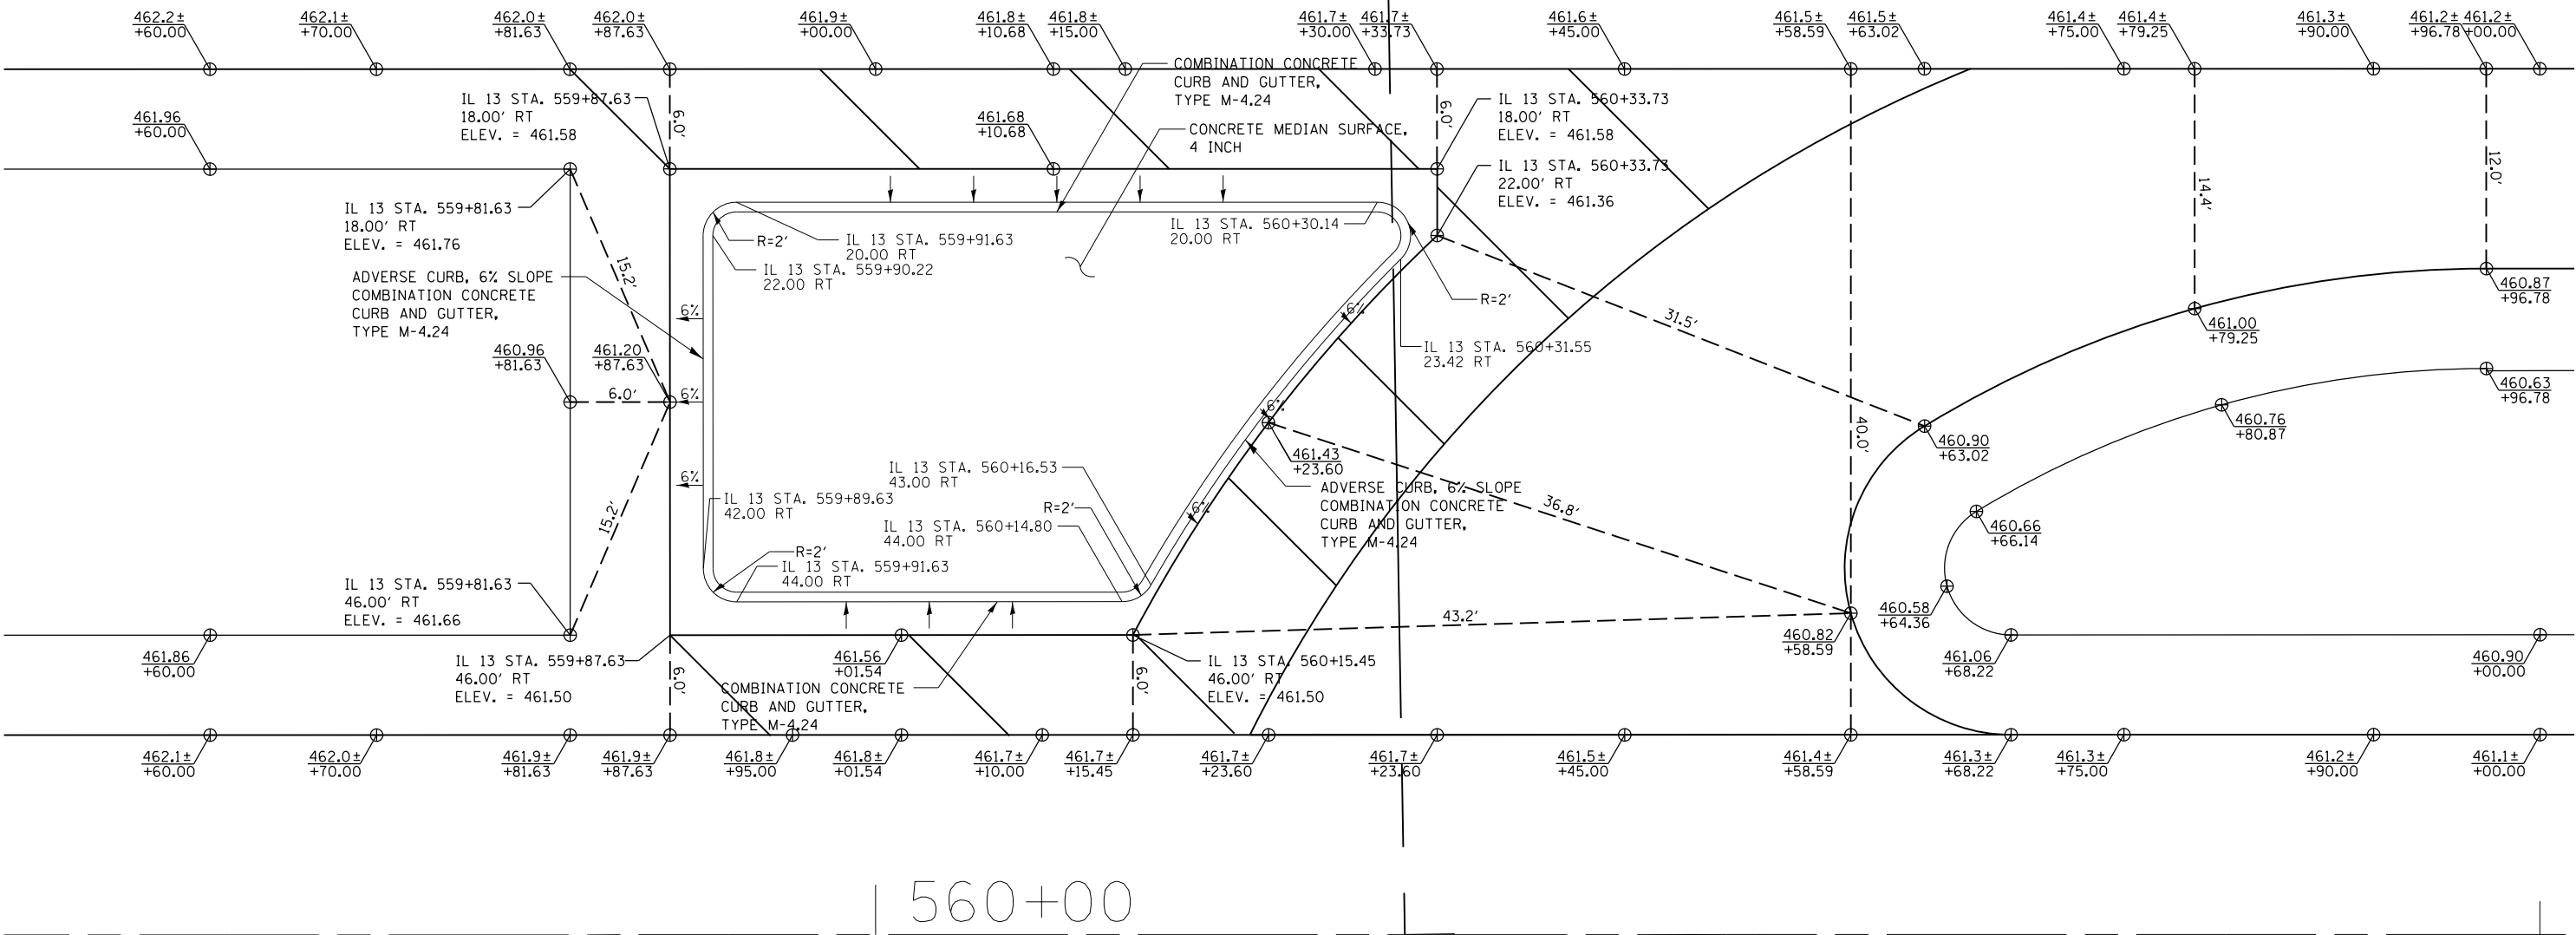 462.2±
+60.00
462.1±
+70.00
462.0±
+81.63
462.0±
+87.63
461.9±
+00.00
461.8±
+10.68
461.8±
+15.00
461.7±
+30.00
461.7±
+33.73
461.6±
+45.00
461.5±
+58.59
461.5±
+63.02
461.4±
+75.00
461.4±
+79.25
461.3±
+90.00
461.2±
+96.78
461.2±
+00.00
COMBINATION CONCRETE
CURB AND GUTTER,
TYPE M-4.24
CONCRETE MEDIAN SURFACE,
4 INCH
IL 13 STA. 559+87.63
18.00' RT
ELEV. = 461.58
6.0'
461.96
+60.00
461.68
+10.68
6.0'
IL 13 STA. 560+33.73
18.00' RT
ELEV. = 461.58
IL 13 STA. 560+33.73
22.00' RT
ELEV. = 461.36
14.4'
12.0'
IL 13 STA. 559+81.63
18.00' RT
ELEV. = 461.76
15.2'
R=2'
IL 13 STA. 559+91.63
20.00 RT
IL 13 STA. 559+90.22
22.00 RT
IL 13 STA. 560+30.14
20.00 RT
R=2'
ADVERSE CURB, 6% SLOPE
COMBINATION CONCRETE
CURB AND GUTTER,
TYPE M-4.24
6%
6%
31.5'
460.87
+96.78
461.00
+79.25
IL 13 STA. 560+31.55
23.42 RT
460.96
+81.63
461.20
+87.63
6.0'
6%
6%
460.63
+96.78
460.76
+80.87
40.0'
460.90
+63.02
461.43
+23.60
IL 13 STA. 560+16.53
43.00 RT
6%
ADVERSE CURB, 6% SLOPE
COMBINATION CONCRETE
CURB AND GUTTER,
TYPE M-4.24
36.8'
IL 13 STA. 559+89.63
42.00 RT
R=2'
6%
IL 13 STA. 560+14.80
44.00 RT
15.2'
460.66
+66.14
R=2'
IL 13 STA. 559+91.63
44.00 RT
IL 13 STA. 559+81.63
46.00' RT
ELEV. = 461.66
43.2'
460.58
+64.36
460.82
+58.59
461.86
+60.00
IL 13 STA. 559+87.63
46.00' RT
ELEV. = 461.50
6.0'
461.56
+01.54
COMBINATION CONCRETE
CURB AND GUTTER,
TYPE M-4.24
6.0'
IL 13 STA. 560+15.45
46.00' RT
ELEV. = 461.50
461.06
+68.22
460.90
+00.00
462.1±
+60.00
462.0±
+70.00
461.9±
+81.63
461.9±
+87.63
461.8±
+95.00
461.8±
+01.54
461.7±
+10.00
461.7±
+15.45
461.7±
+23.60
461.7±
+23.60
461.5±
+45.00
461.4±
+58.59
461.3±
+68.22
461.3±
+75.00
461.2±
+90.00
461.1±
+00.00
560+00